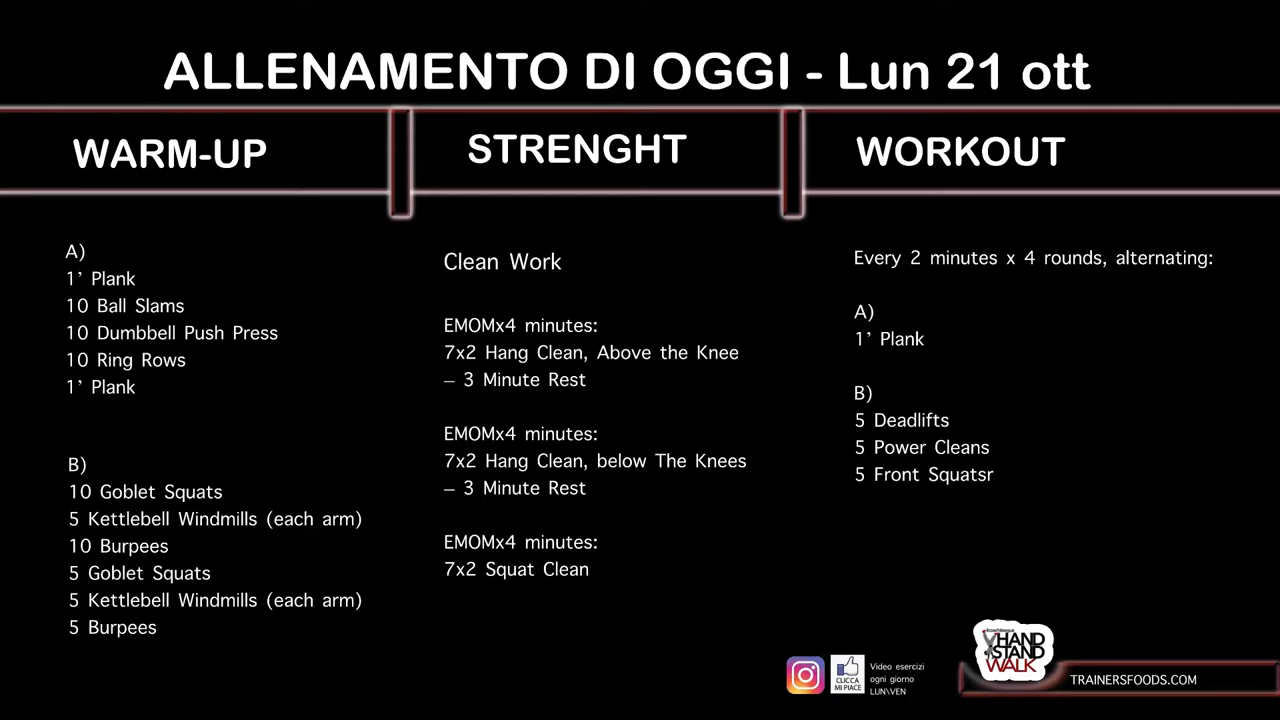 ALLENAMENTO DI OGGI - Lun 21 ott
WARM-UP
A)
1’ Plank
10 Ball Slams
10 Dumbbell Push Press
10 Ring Rows
1’ Plank
B)
10 Goblet Squats
5 Kettlebell Windmills (each arm)
10 Burpees
5 Goblet Squats
5 Kettlebell Windmills (each arm)
5 Burpees
STRENGHT
Clean Work
EMOMx4 minutes:
7x2 Hang Clean, Above the Knee
– 3 Minute Rest
EMOMx4 minutes:
7x2 Hang Clean, below The Knees
– 3 Minute Rest
EMOMx4 minutes:
7x2 Squat Clean
WORKOUT
Every 2 minutes x 4 rounds, alternating:
A)
1’ Plank
B)
5 Deadlifts
5 Power Cleans
5 Front Squatsr
CLICCA
MI PIACE
Video esercizi
ogni giorno
LUN\VEN
HAND
STAND
WALK
TRAINERSFOODS.COM